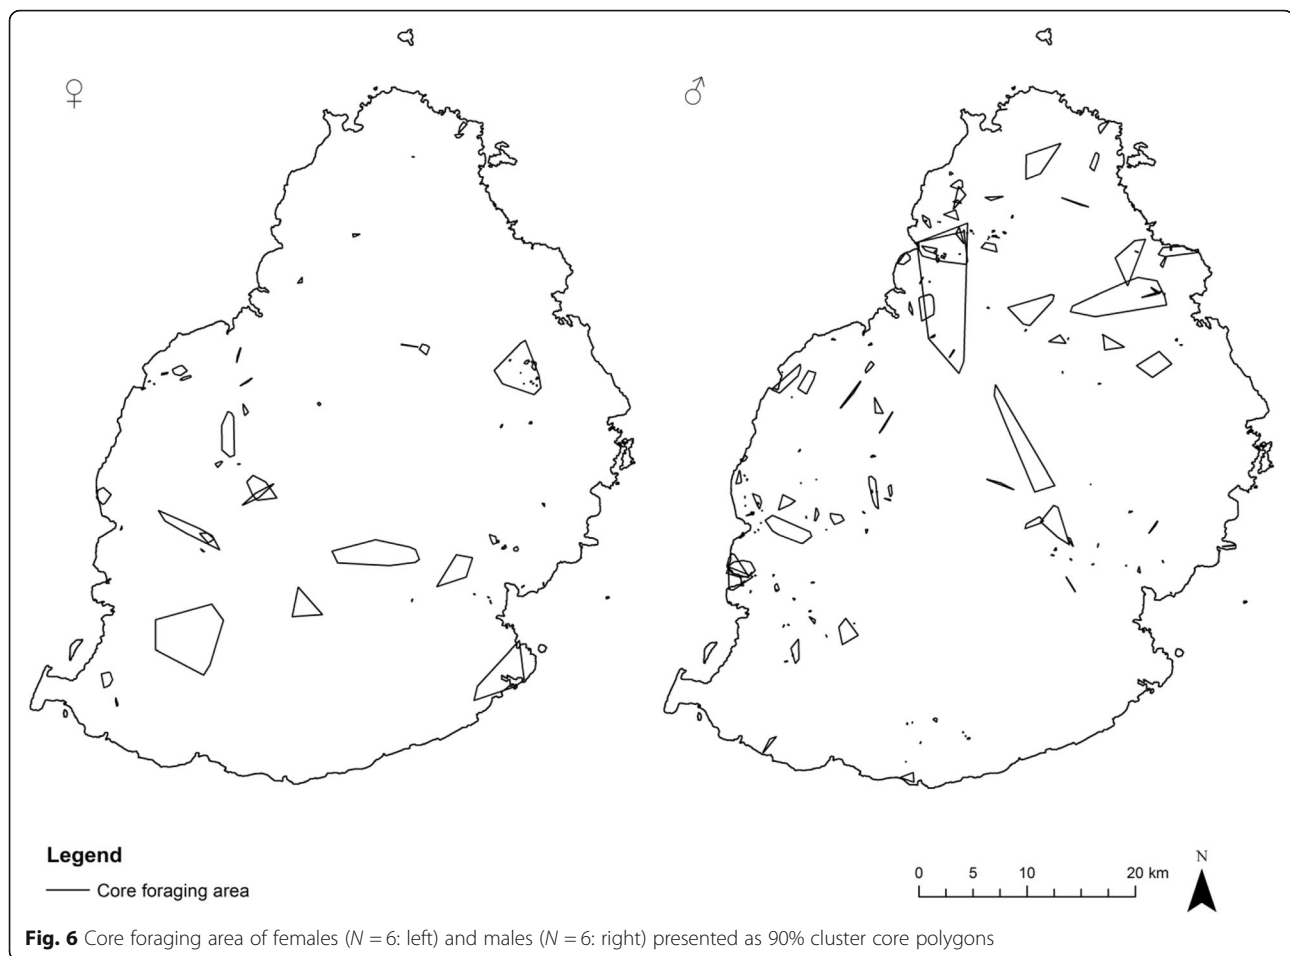 ♀
♂
Legend
Core foraging area
0 5 10 20 km
N
Fig. 6 Core foraging area of females (N = 6: left) and males (N = 6: right) presented as 90% cluster core polygons